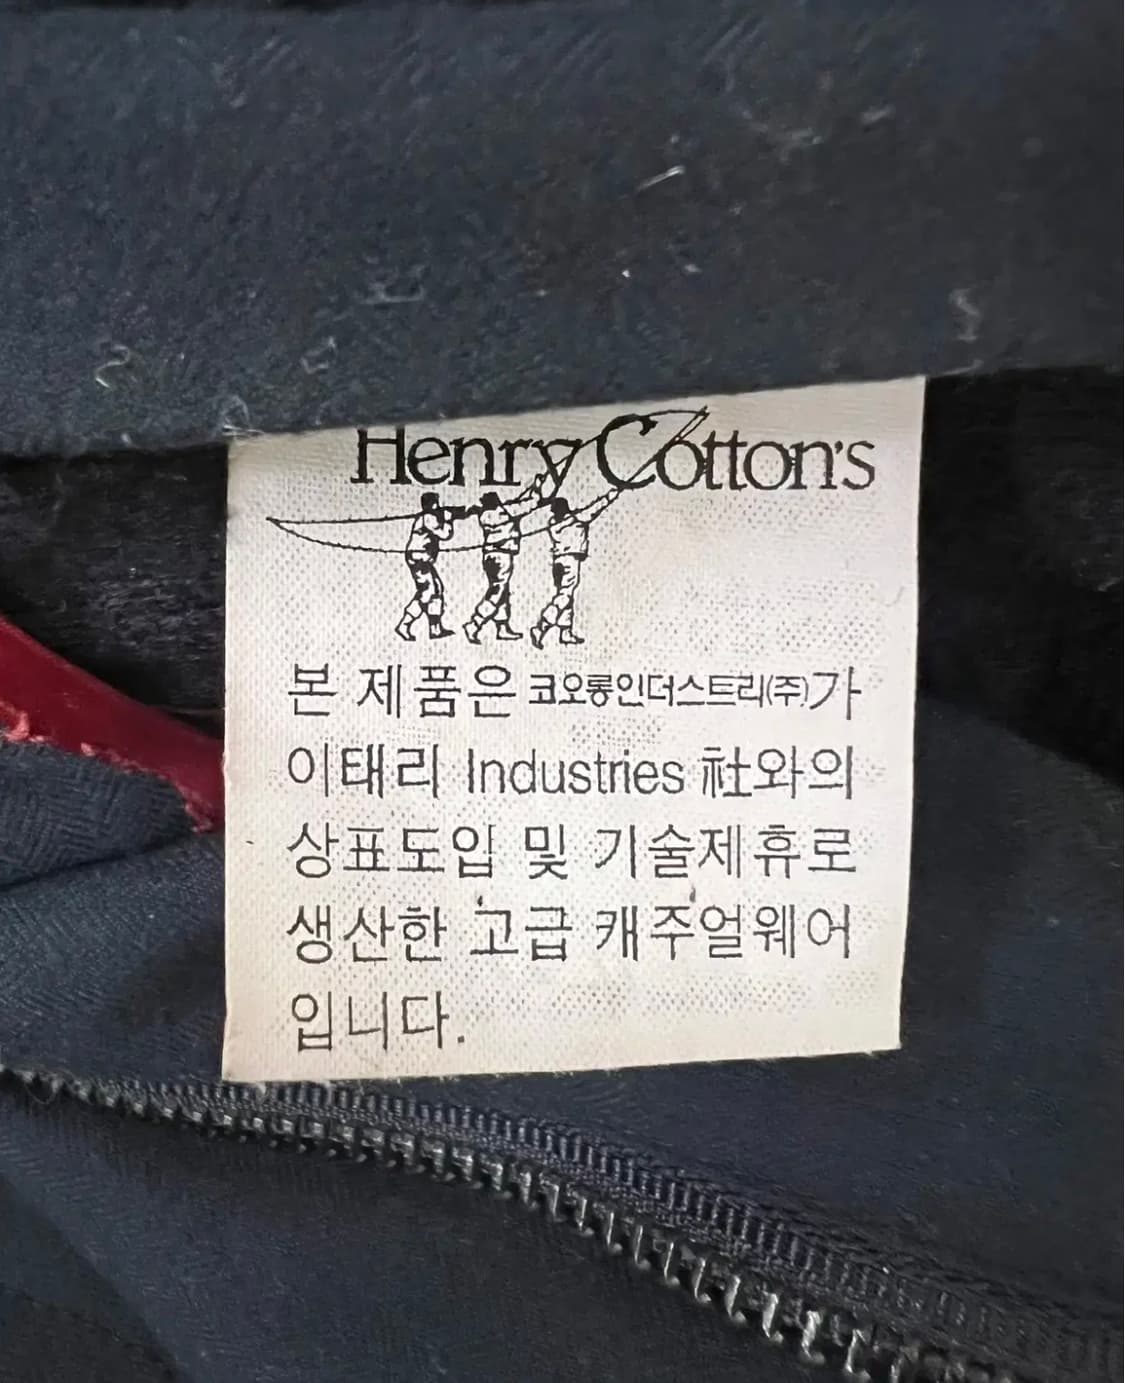 Henry Cotton's
본 제품은 코오롱인더스트리(주)가
이태리 Industries 社와의
상표도입 및 기술제휴로
생산한 고급 캐주얼웨어
입니다.